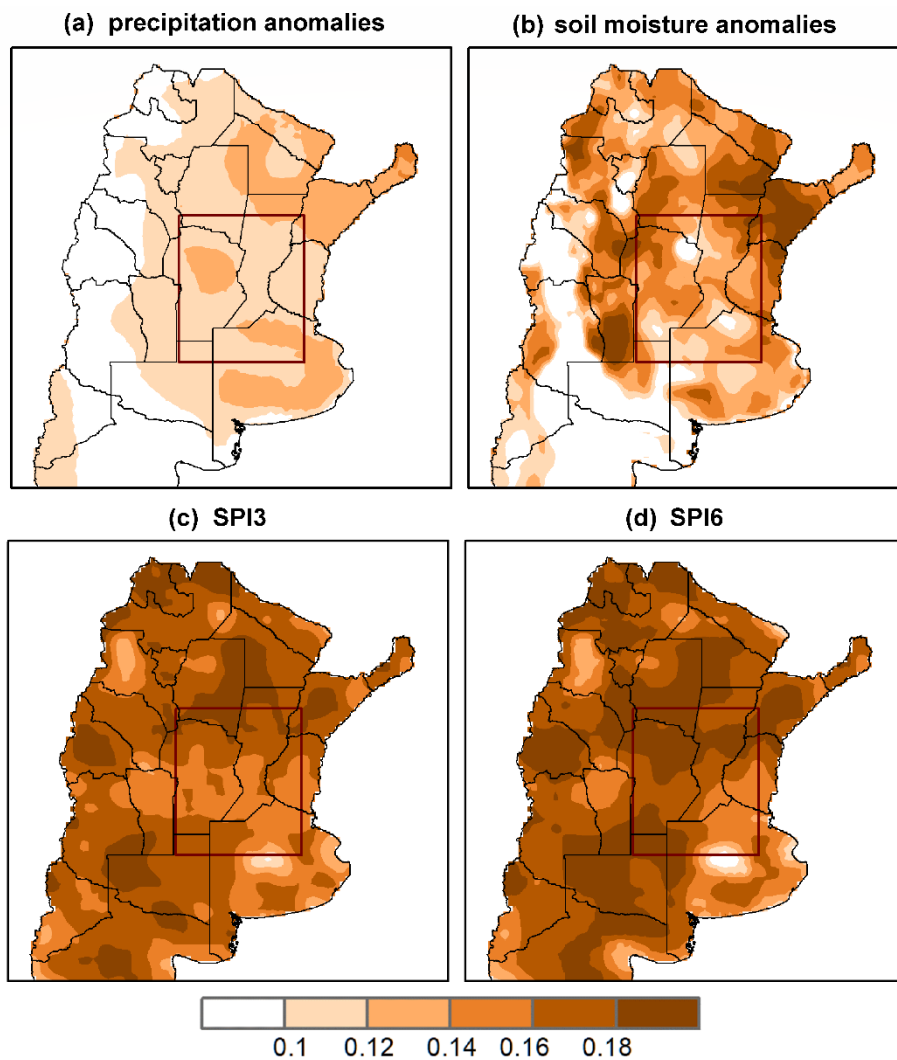 (a) precipitation anomalies
(b) soil moisture anomalies
(c) SPI3
(d) SPI6
0.1 0.12 0.14 0.16 0.18